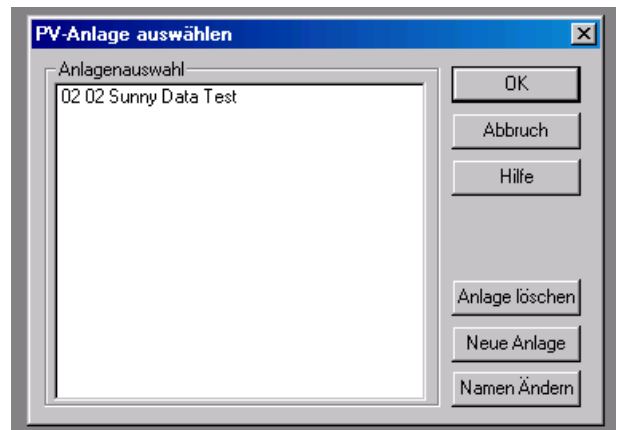 PV-Anlage auswählen
Anlagenauswahl
02 02 Sunny Data Test
OK
Abbruch
Hilfe
Anlage löschen
Neue Anlage
Namen Ändern